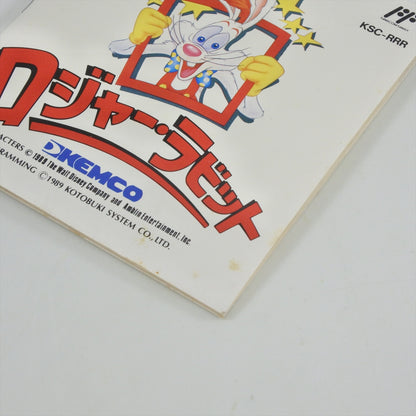 KSC-RRR
ロジャー・ラビット
ACTERS © 1988 The Walt Disney Company and Amblin Entertainment, Inc.
KEMCO
RAMMING ©1989 KOTOBUKI SYSTEM CO., LTD.